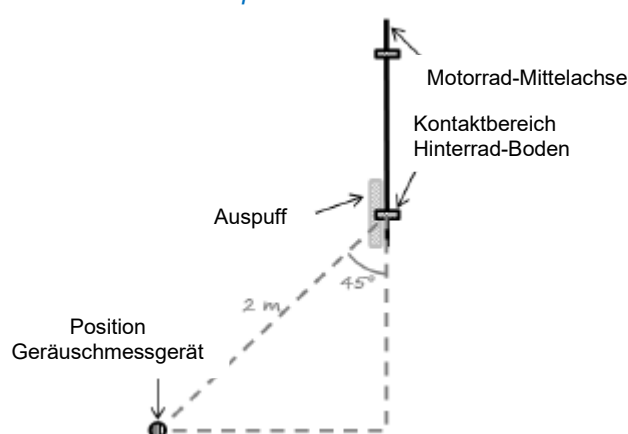 Motorrad-Mittelachse
Kontaktbereich
Hinterrad-Boden
Auspuff
45°
2 m
Position
Geräuschmessgerät